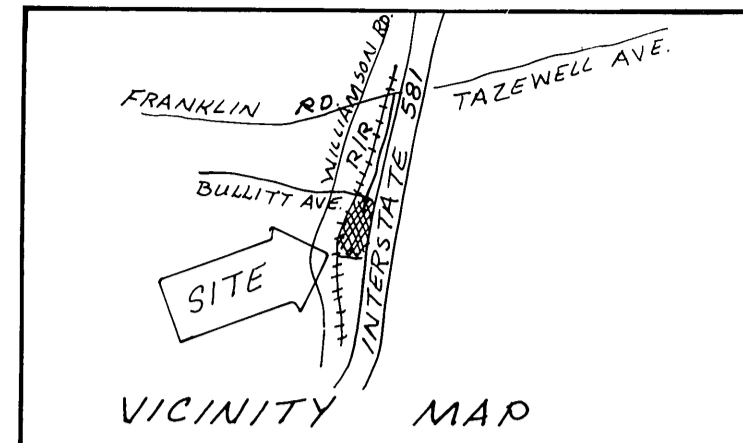 WILLIAMSON RD.
FRANKLIN RD.
TAZEWELL AVE.
R/R
INTERSTATE 581
BULLITT AVE.
SITE
VICINITY MAP